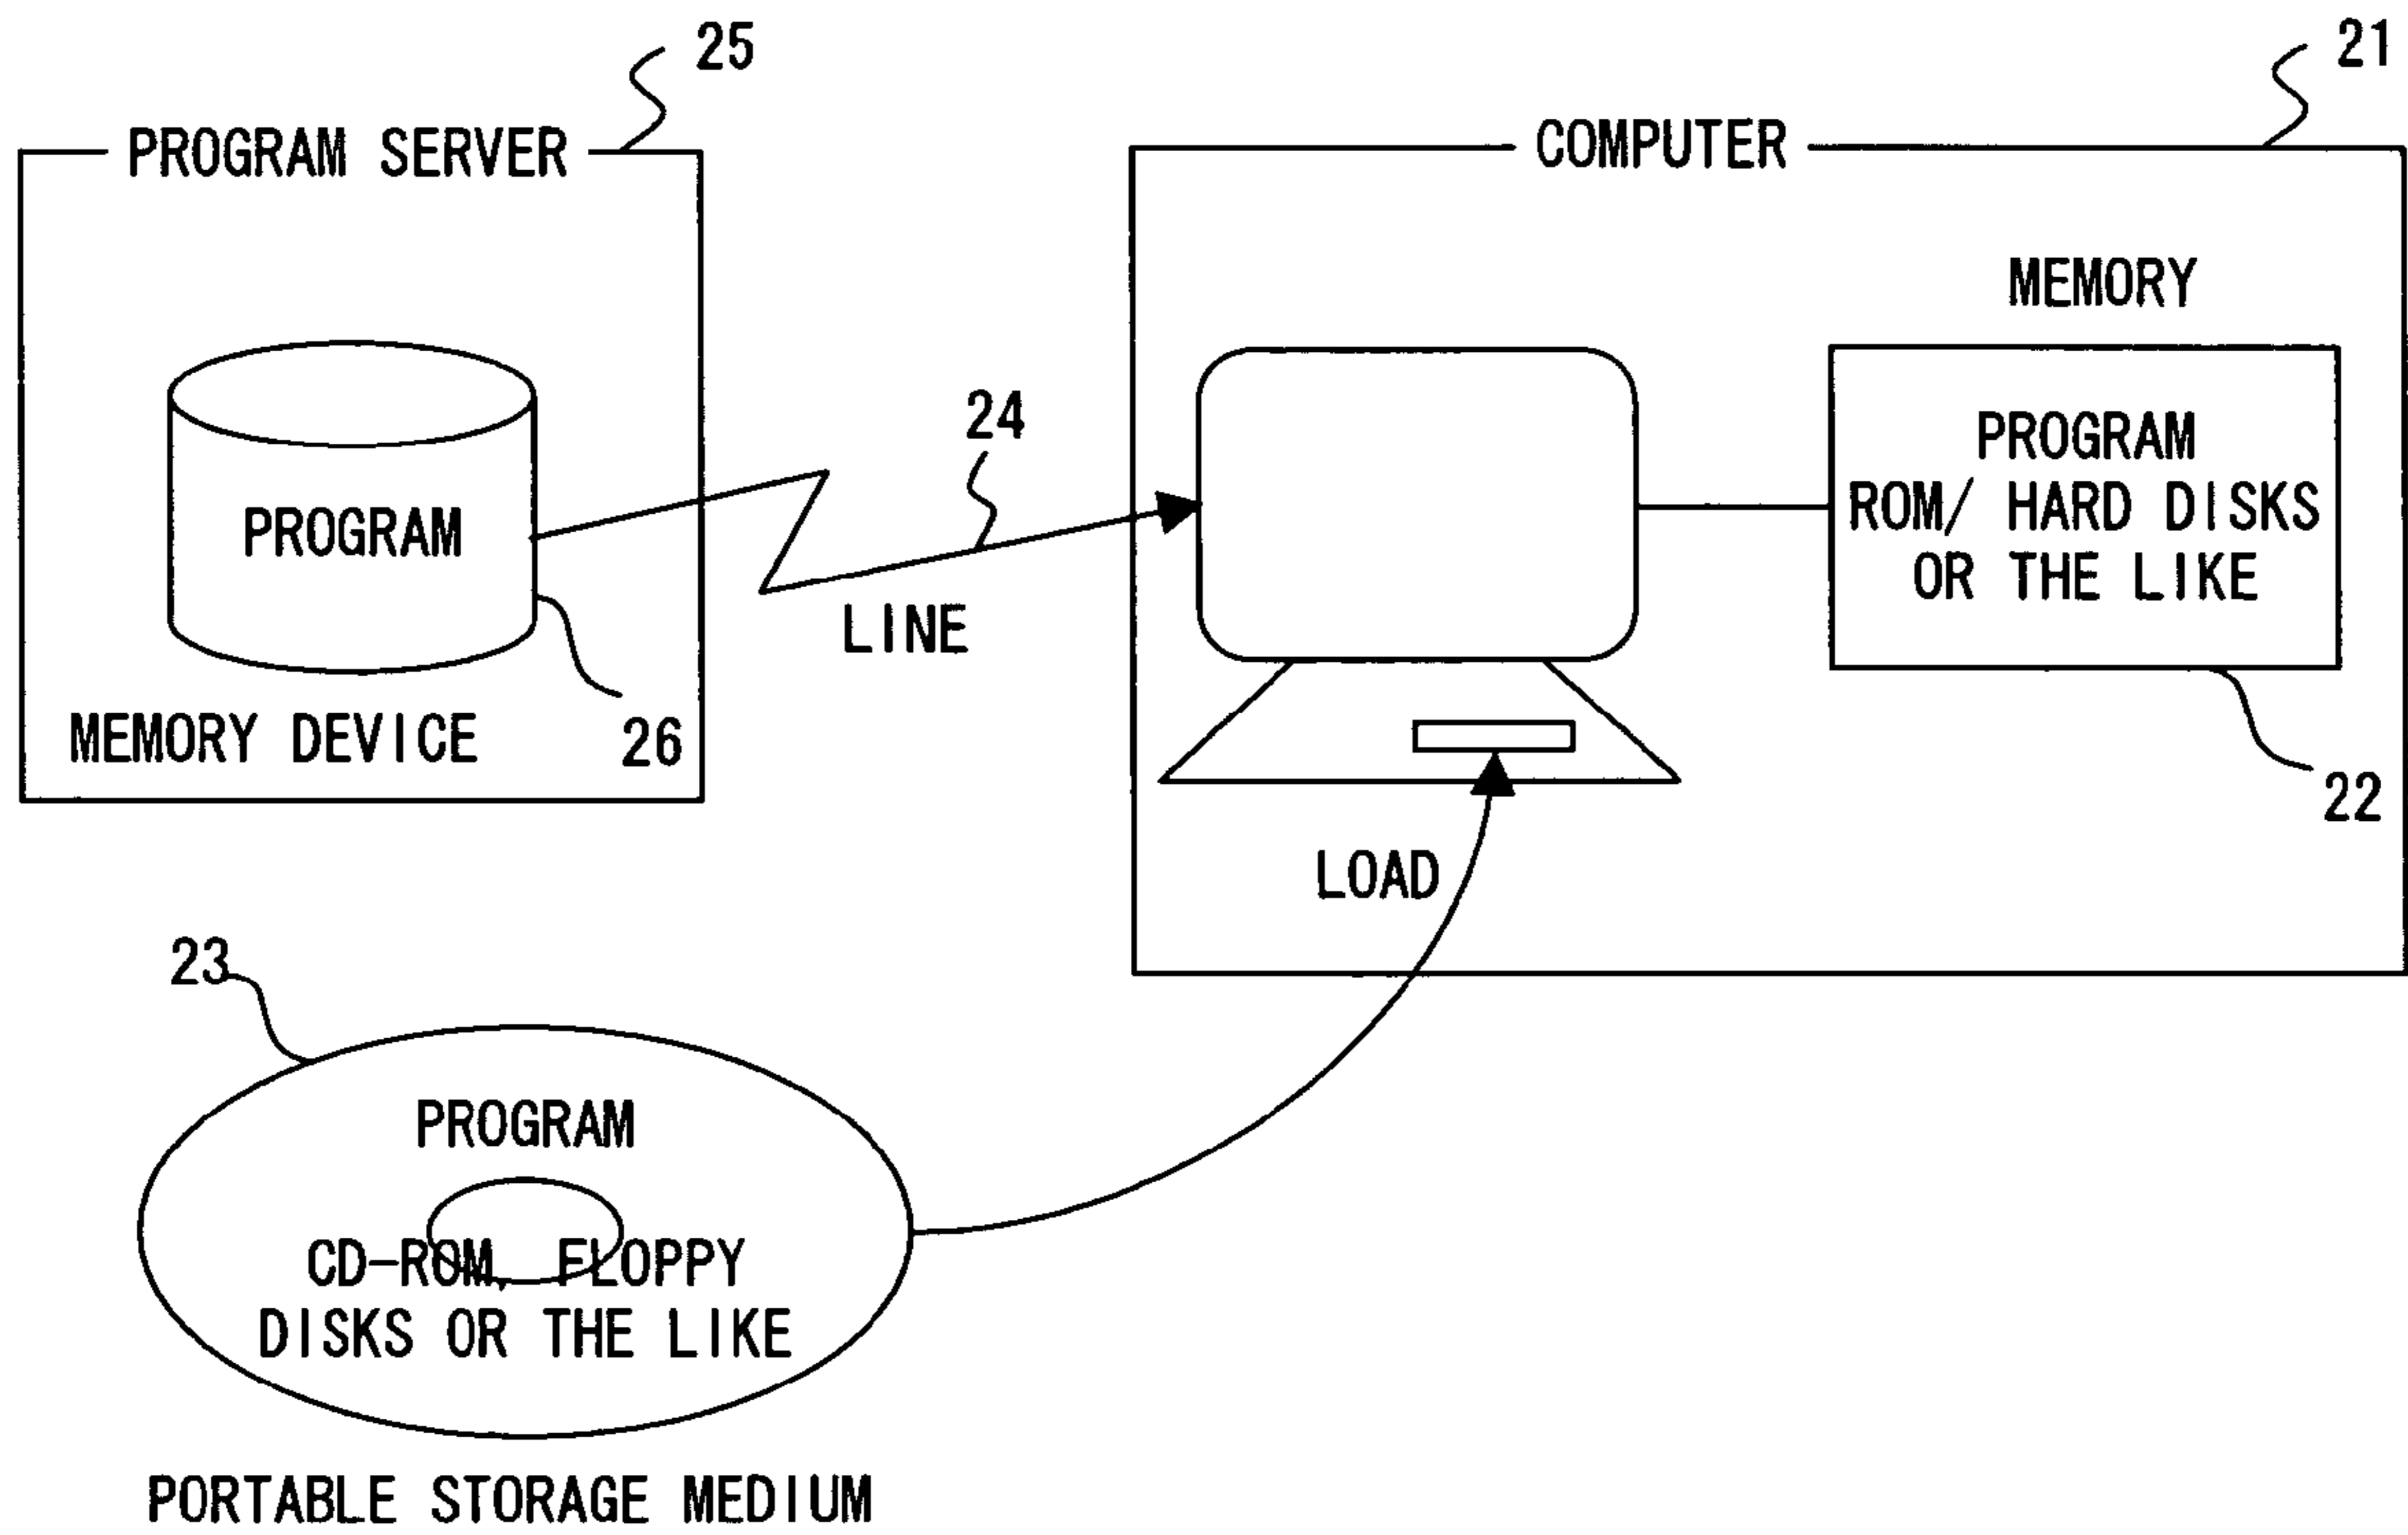 25
21
PROGRAM SERVER
COMPUTER
MEMORY
24
PROGRAM
ROM/ HARD DISKS
OR THE LIKE
PROGRAM
LINE
MEMORY DEVICE
26
22
LOAD
23
PROGRAM
CD-ROM, FLOPPY
DISKS OR THE LIKE
PORTABLE STORAGE MEDIUM